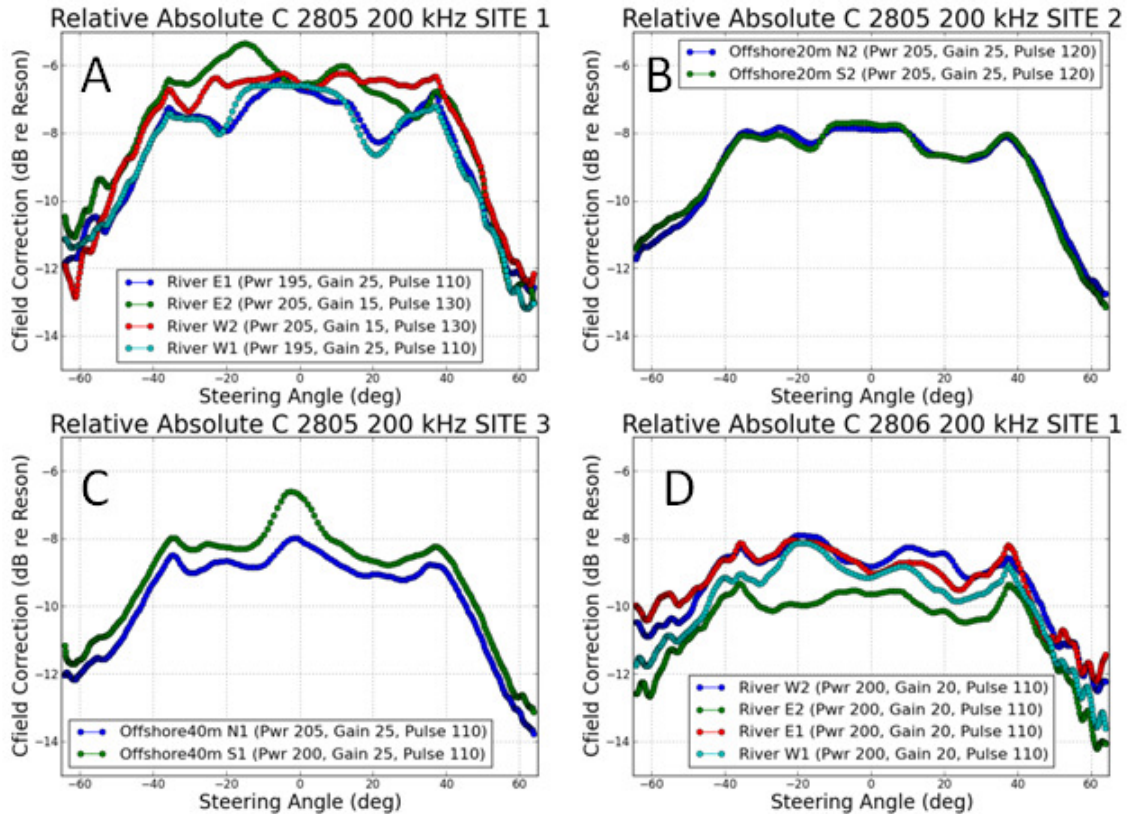 Relative Absolute C 2805 200 kHz SITE 1
A
Cfield Correction (dB re Reson)
−6
−8
−10
−12
−14
River E1 (Pwr 195, Gain 25, Pulse 110)
River E2 (Pwr 205, Gain 15, Pulse 130)
River W2 (Pwr 205, Gain 15, Pulse 130)
River W1 (Pwr 195, Gain 25, Pulse 110)
−60 −40 −20 0 20 40 60
Steering Angle (deg)
Relative Absolute C 2805 200 kHz SITE 2
B
Cfield Correction (dB re Reson)
−6
−8
−10
−12
−14
Offshore20m N2 (Pwr 205, Gain 25, Pulse 120)
Offshore20m S2 (Pwr 205, Gain 25, Pulse 120)
−60 −40 −20 0 20 40 60
Steering Angle (deg)
Relative Absolute C 2805 200 kHz SITE 3
C
Cfield Correction (dB re Reson)
−6
−8
−10
−12
−14
Offshore40m N1 (Pwr 205, Gain 25, Pulse 110)
Offshore40m S1 (Pwr 200, Gain 25, Pulse 110)
−60 −40 −20 0 20 40 60
Steering Angle (deg)
Relative Absolute C 2806 200 kHz SITE 1
D
Cfield Correction (dB re Reson)
−6
−8
−10
−12
−14
River W2 (Pwr 200, Gain 20, Pulse 110)
River E2 (Pwr 200, Gain 20, Pulse 110)
River E1 (Pwr 200, Gain 20, Pulse 110)
River W1 (Pwr 200, Gain 20, Pulse 110)
−60 −40 −20 0 20 40 60
Steering Angle (deg)